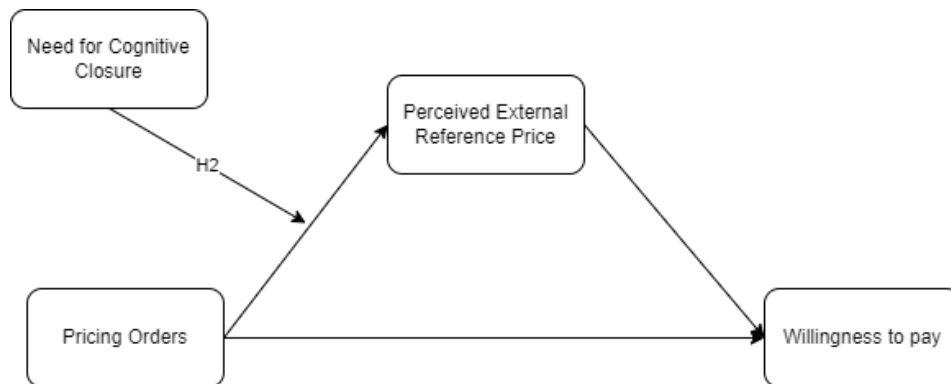 Need for Cognitive
Closure
Perceived External
Reference Price
H2
Pricing Orders
Willingness to pay